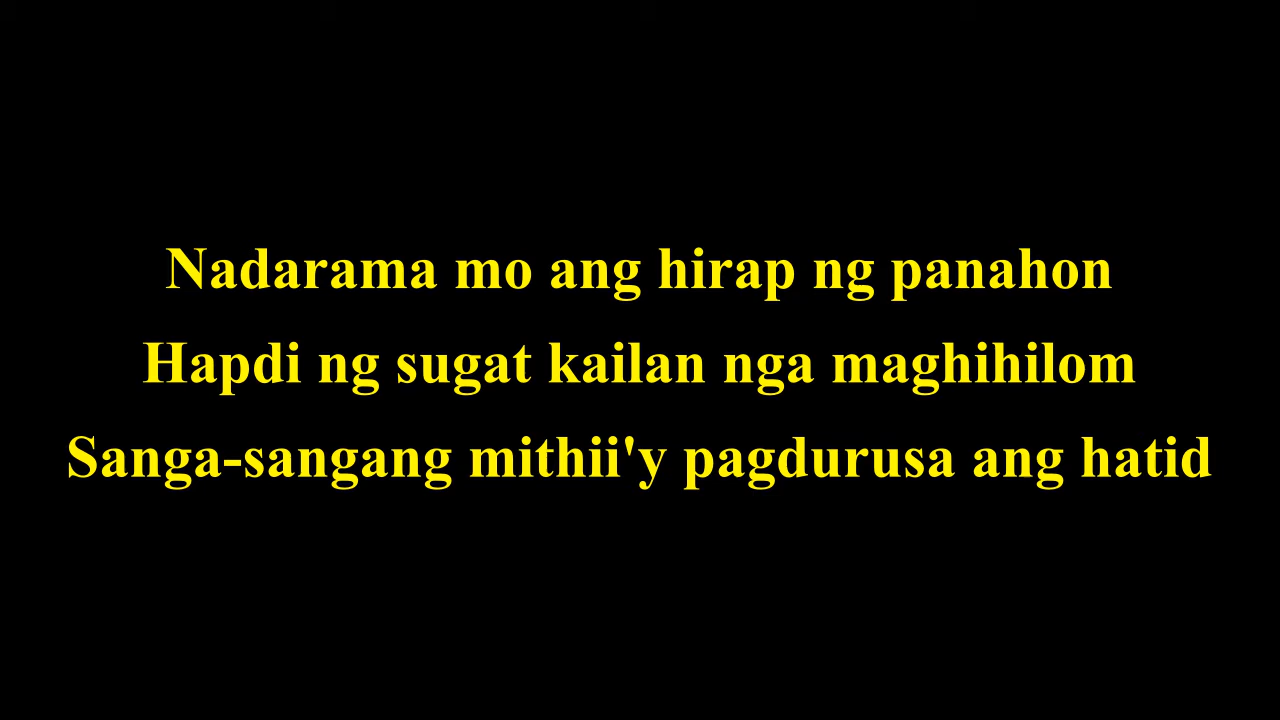 Nadarama mo ang hirap ng panahon
Hapdi ng sugat kailan nga maghihilom
Sanga-sangang mithii'y pagdurusa ang hatid